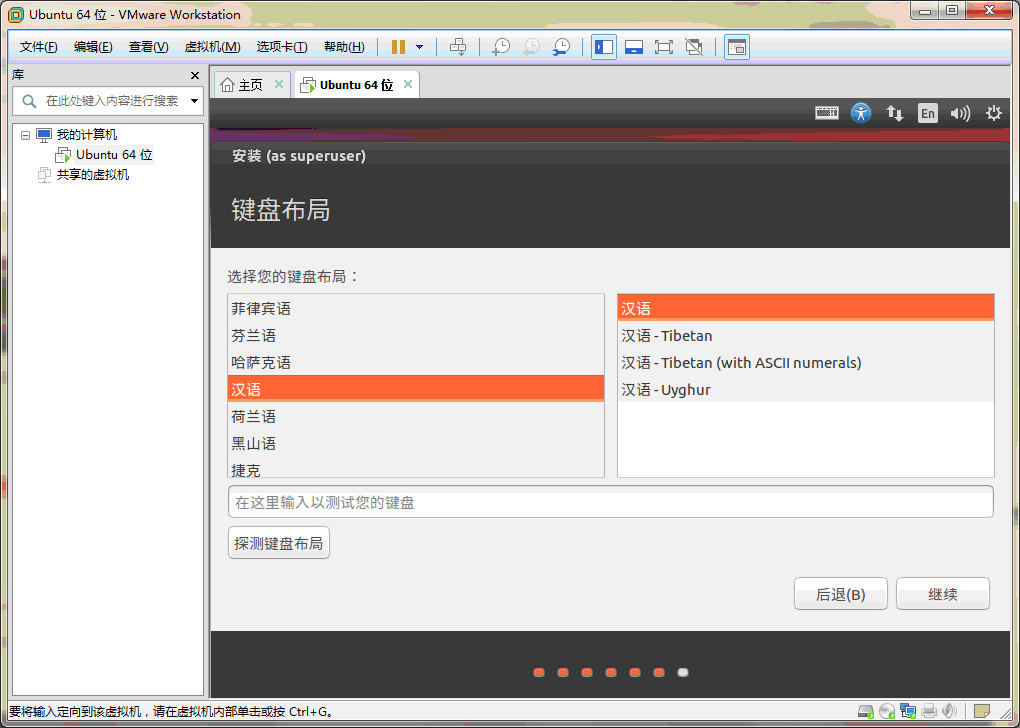 Ubuntu 64 位 - VMware Workstation
文件(F) 编辑(E) 查看(V) 虚拟机(M) 选项卡(T) 帮助(H)
库
在此处键入内容进行搜索
我的计算机
Ubuntu 64 位
共享的虚拟机
主页 Ubuntu 64 位
En
安装 (as superuser)
键盘布局
选择您的键盘布局：
菲律宾语
芬兰语
哈萨克语
汉语
荷兰语
黑山语
捷克
汉语
汉语 - Tibetan
汉语 - Tibetan (with ASCII numerals)
汉语 - Uyghur
在这里输入以测试您的键盘
探测键盘布局
后退(B) 继续
要将输入定向到该虚拟机，请在虚拟机内部单击或按 Ctrl+G。